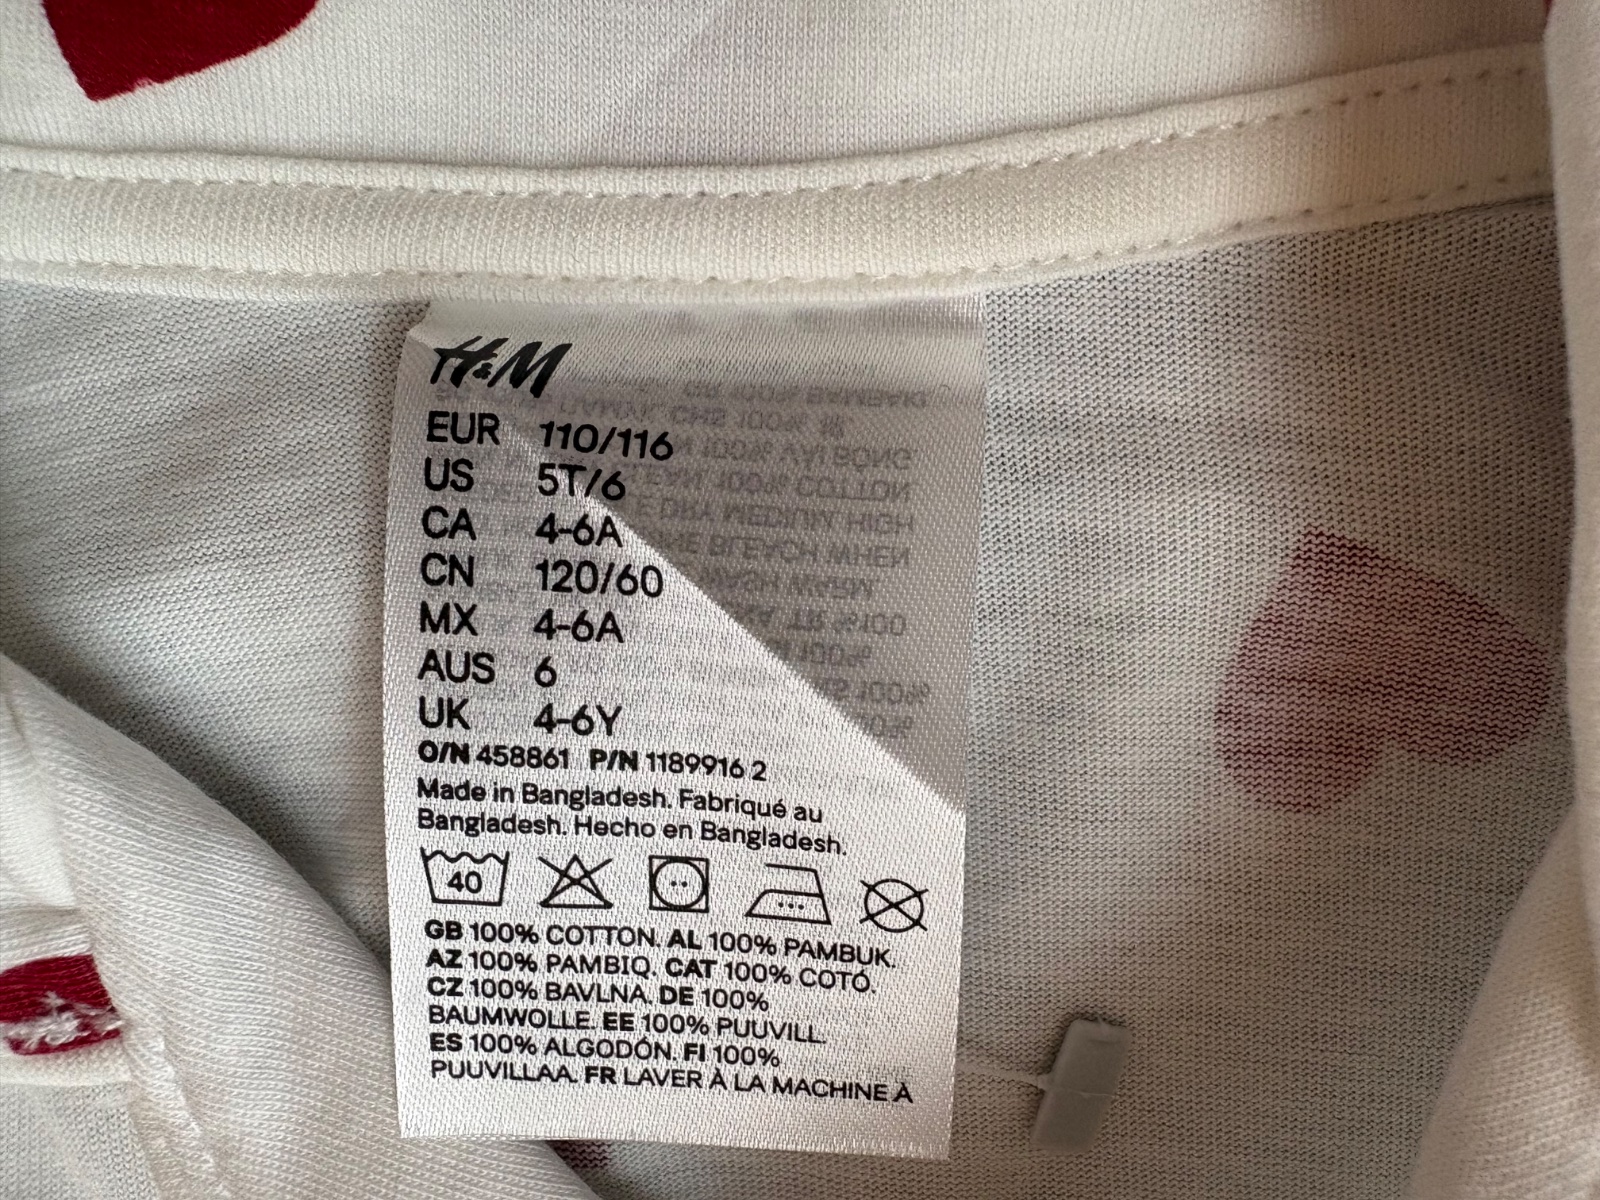 H&M
EUR 110/116
US 5T/6
CA 4-6A
CN 120/60
MX 4-6A
AUS 6
UK 4-6Y
O/N 458861 P/N 1189916 2
Made in Bangladesh. Fabriqué au
Bangladesh. Hecho en Bangladesh.
40
GB 100% COTTON. AL 100% PAMBUK.
AZ 100% PAMBIQ. CAT 100% COTÓ.
CZ 100% BAVLNA. DE 100%
BAUMWOLLE. EE 100% PUUVILL.
ES 100% ALGODÓN. FI 100%
PUUVILLAA. FR LAVER À LA MACHINE À